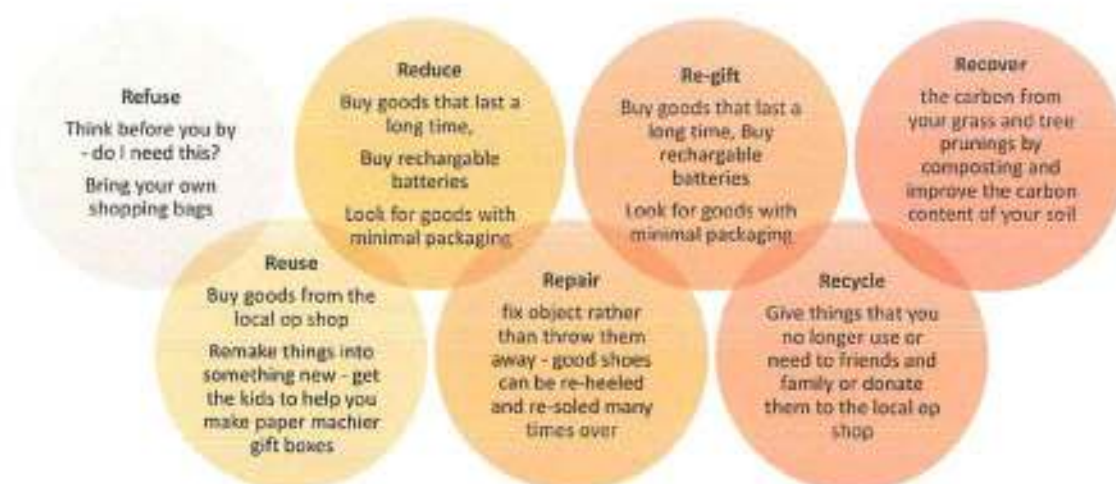 Refuse
Think before you by
- do I need this?
Bring your own
shopping bags
Reuse
Buy goods from the
local op shop
Remake things into
something new - get
the kids to help you
make paper machier
gift boxes
Reduce
Buy goods that last a
long time,
Buy rechargable
batteries
Look for goods with
minimal packaging
Repair
fix object rather
than throw them
away - good shoes
can be re-heeled
and re-soled many
times over
Re-gift
Buy goods that last a
long time, Buy
rechargable
batteries
Look for goods with
minimal packaging
Recycle
Give things that you
no longer use or
need to friends and
family or donate
them to the local op
shop
Recover
the carbon from
your grass and tree
prunings by
composting and
improve the carbon
content of your soil